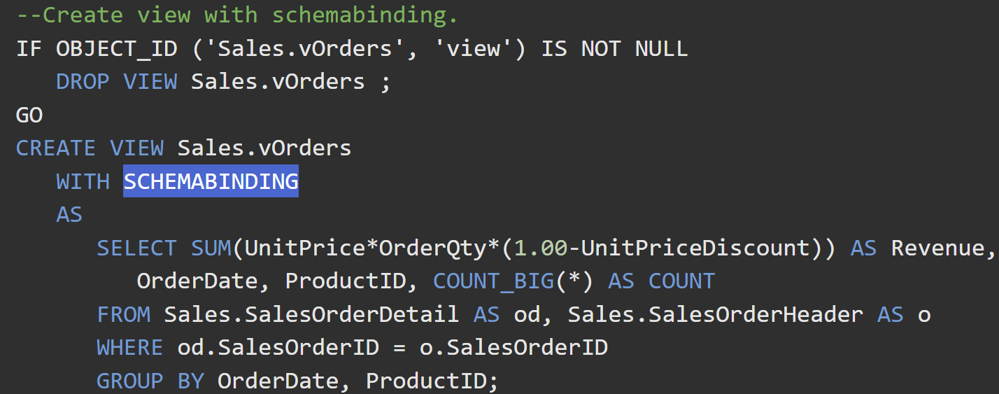 --Create view with schemabinding.
IF OBJECT_ID ('Sales.vOrders', 'view') IS NOT NULL
   DROP VIEW Sales.vOrders ;
GO
CREATE VIEW Sales.vOrders
   WITH SCHEMABINDING
   AS
      SELECT SUM(UnitPrice*OrderQty*(1.00-UnitPriceDiscount)) AS Revenue,
         OrderDate, ProductID, COUNT_BIG(*) AS COUNT
      FROM Sales.SalesOrderDetail AS od, Sales.SalesOrderHeader AS o
      WHERE od.SalesOrderID = o.SalesOrderID
      GROUP BY OrderDate, ProductID;